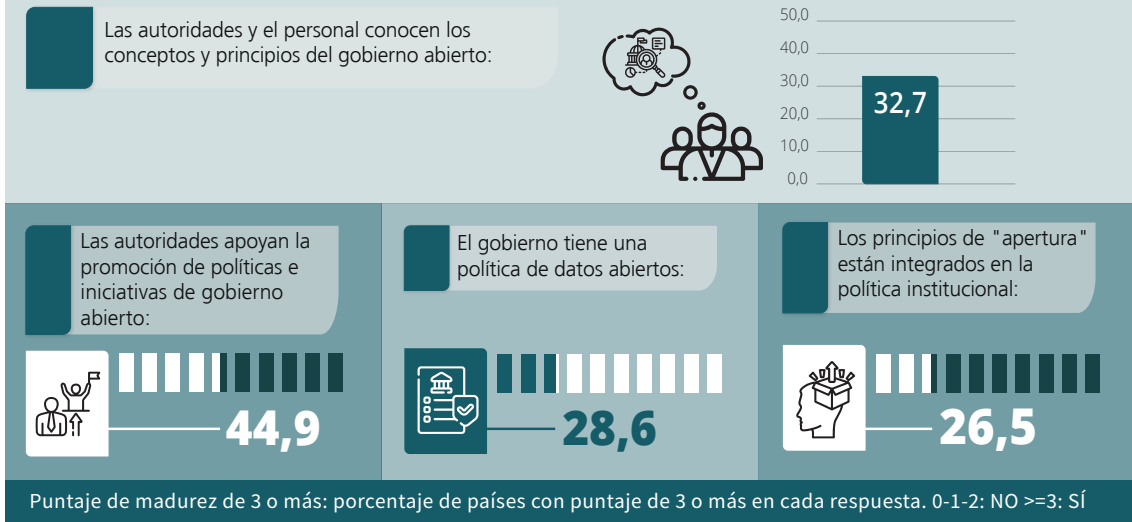 Las autoridades y el personal conocen los
conceptos y principios del gobierno abierto:
50,0
40,0
30,0
20,0
10,0
0,0
32,7
Las autoridades apoyan la
promoción de políticas e
iniciativas de gobierno
abierto:
44,9
El gobierno tiene una
política de datos abiertos:
28,6
Los principios de "apertura"
están integrados en la
política institucional:
26,5
Puntaje de madurez de 3 o más: porcentaje de países con puntaje de 3 o más en cada respuesta. 0-1-2: NO >=3: SÍ